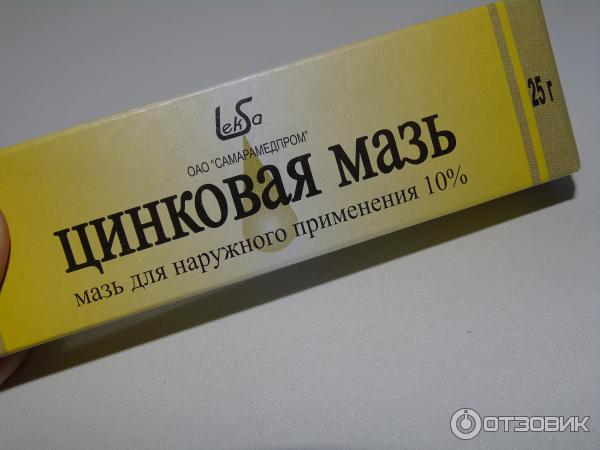 LekSa
ОАО "САМАРАМЕДПРОМ"
ЦИНКОВАЯ МАЗЬ
мазь для наружного применения 10%
25 г
ОТЗОВИК